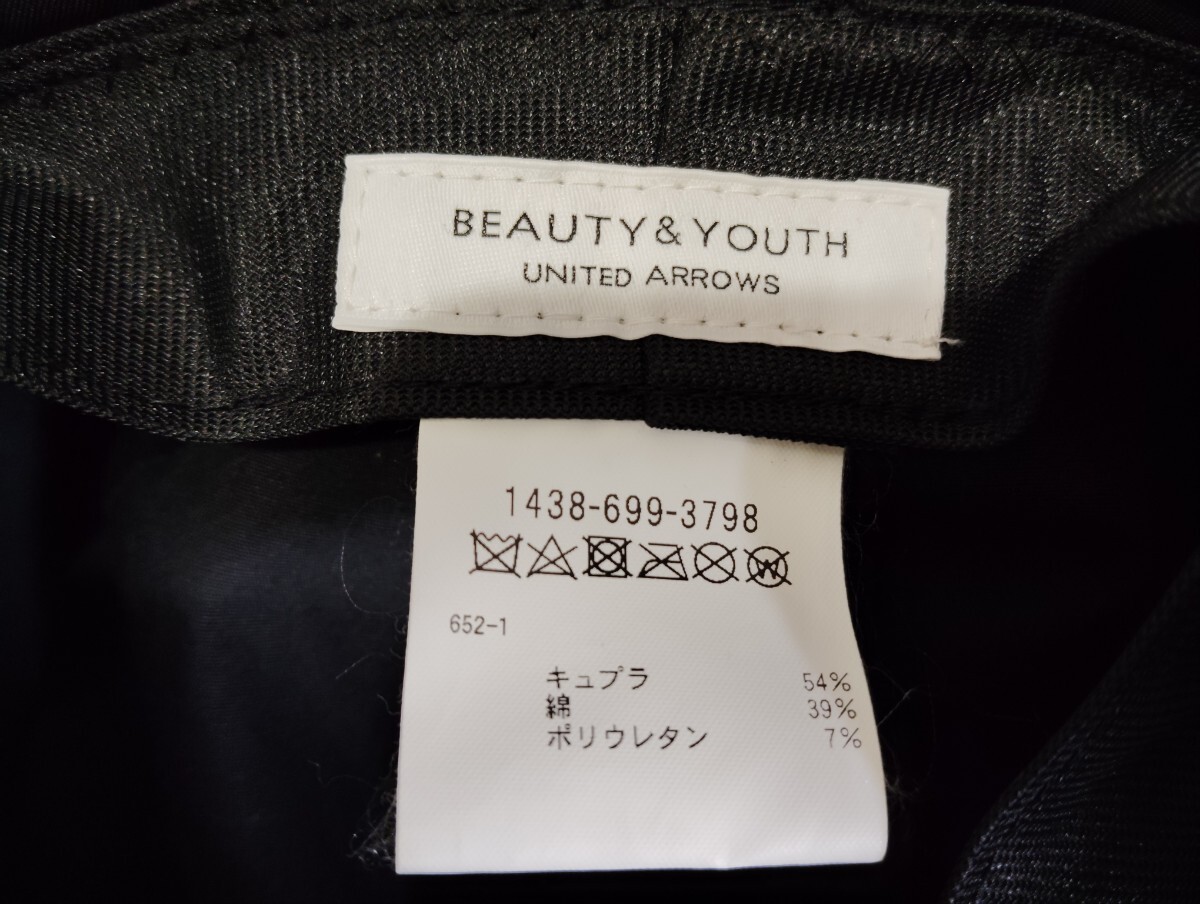 BEAUTY&YOUTH
UNITED ARROWS
1438-699-3798
W
652-1
キュプラ 54%
綿 39%
ポリウレタン 7%